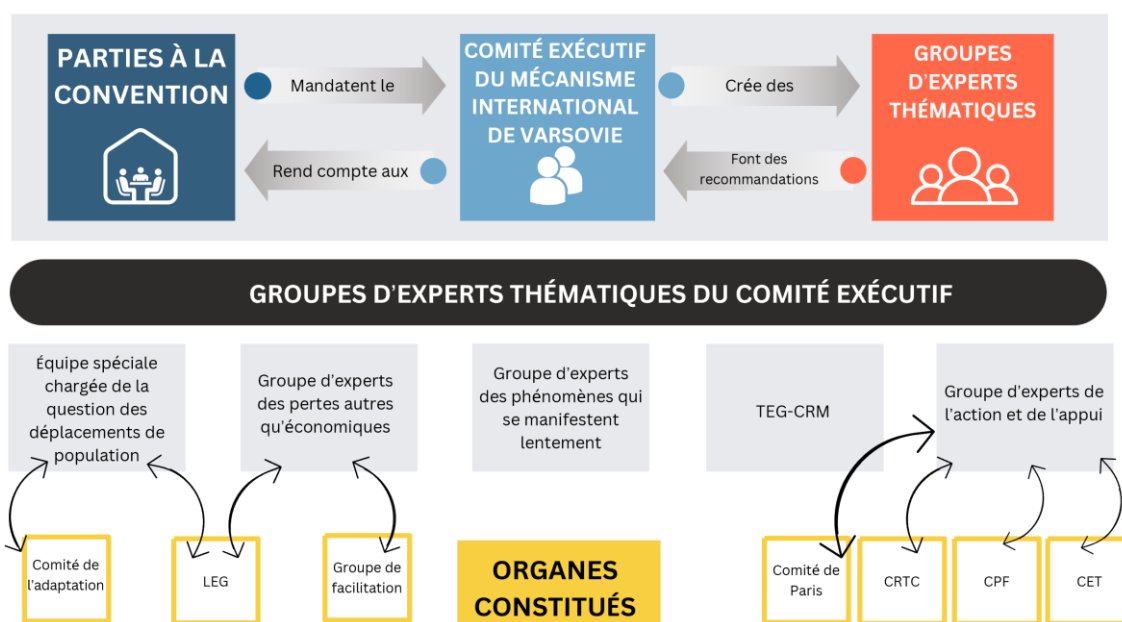 PARTIES À LA
CONVENTION
Mandatent le
Rend compte aux
COMITÉ EXÉCUTIF
DU MÉCANISME
INTERNATIONAL
DE VARSOVIE
Crée des
Font des
recommandations
GROUPES
D’EXPERTS
THÉMATIQUES
GROUPES D’EXPERTS THÉMATIQUES DU COMITÉ EXÉCUTIF
Équipe spéciale
chargée de la
question des
déplacements de
population
Groupe d’experts
des pertes autres
qu’économiques
Groupe d’experts
des phénomènes qui
se manifestent
lentement
TEG-CRM
Groupe d’experts de
l’action et de l’appui
Comité de
l’adaptation
LEG
Groupe de
facilitation
ORGANES
CONSTITUÉS
Comité de
Paris
CRTC
CPF
CET